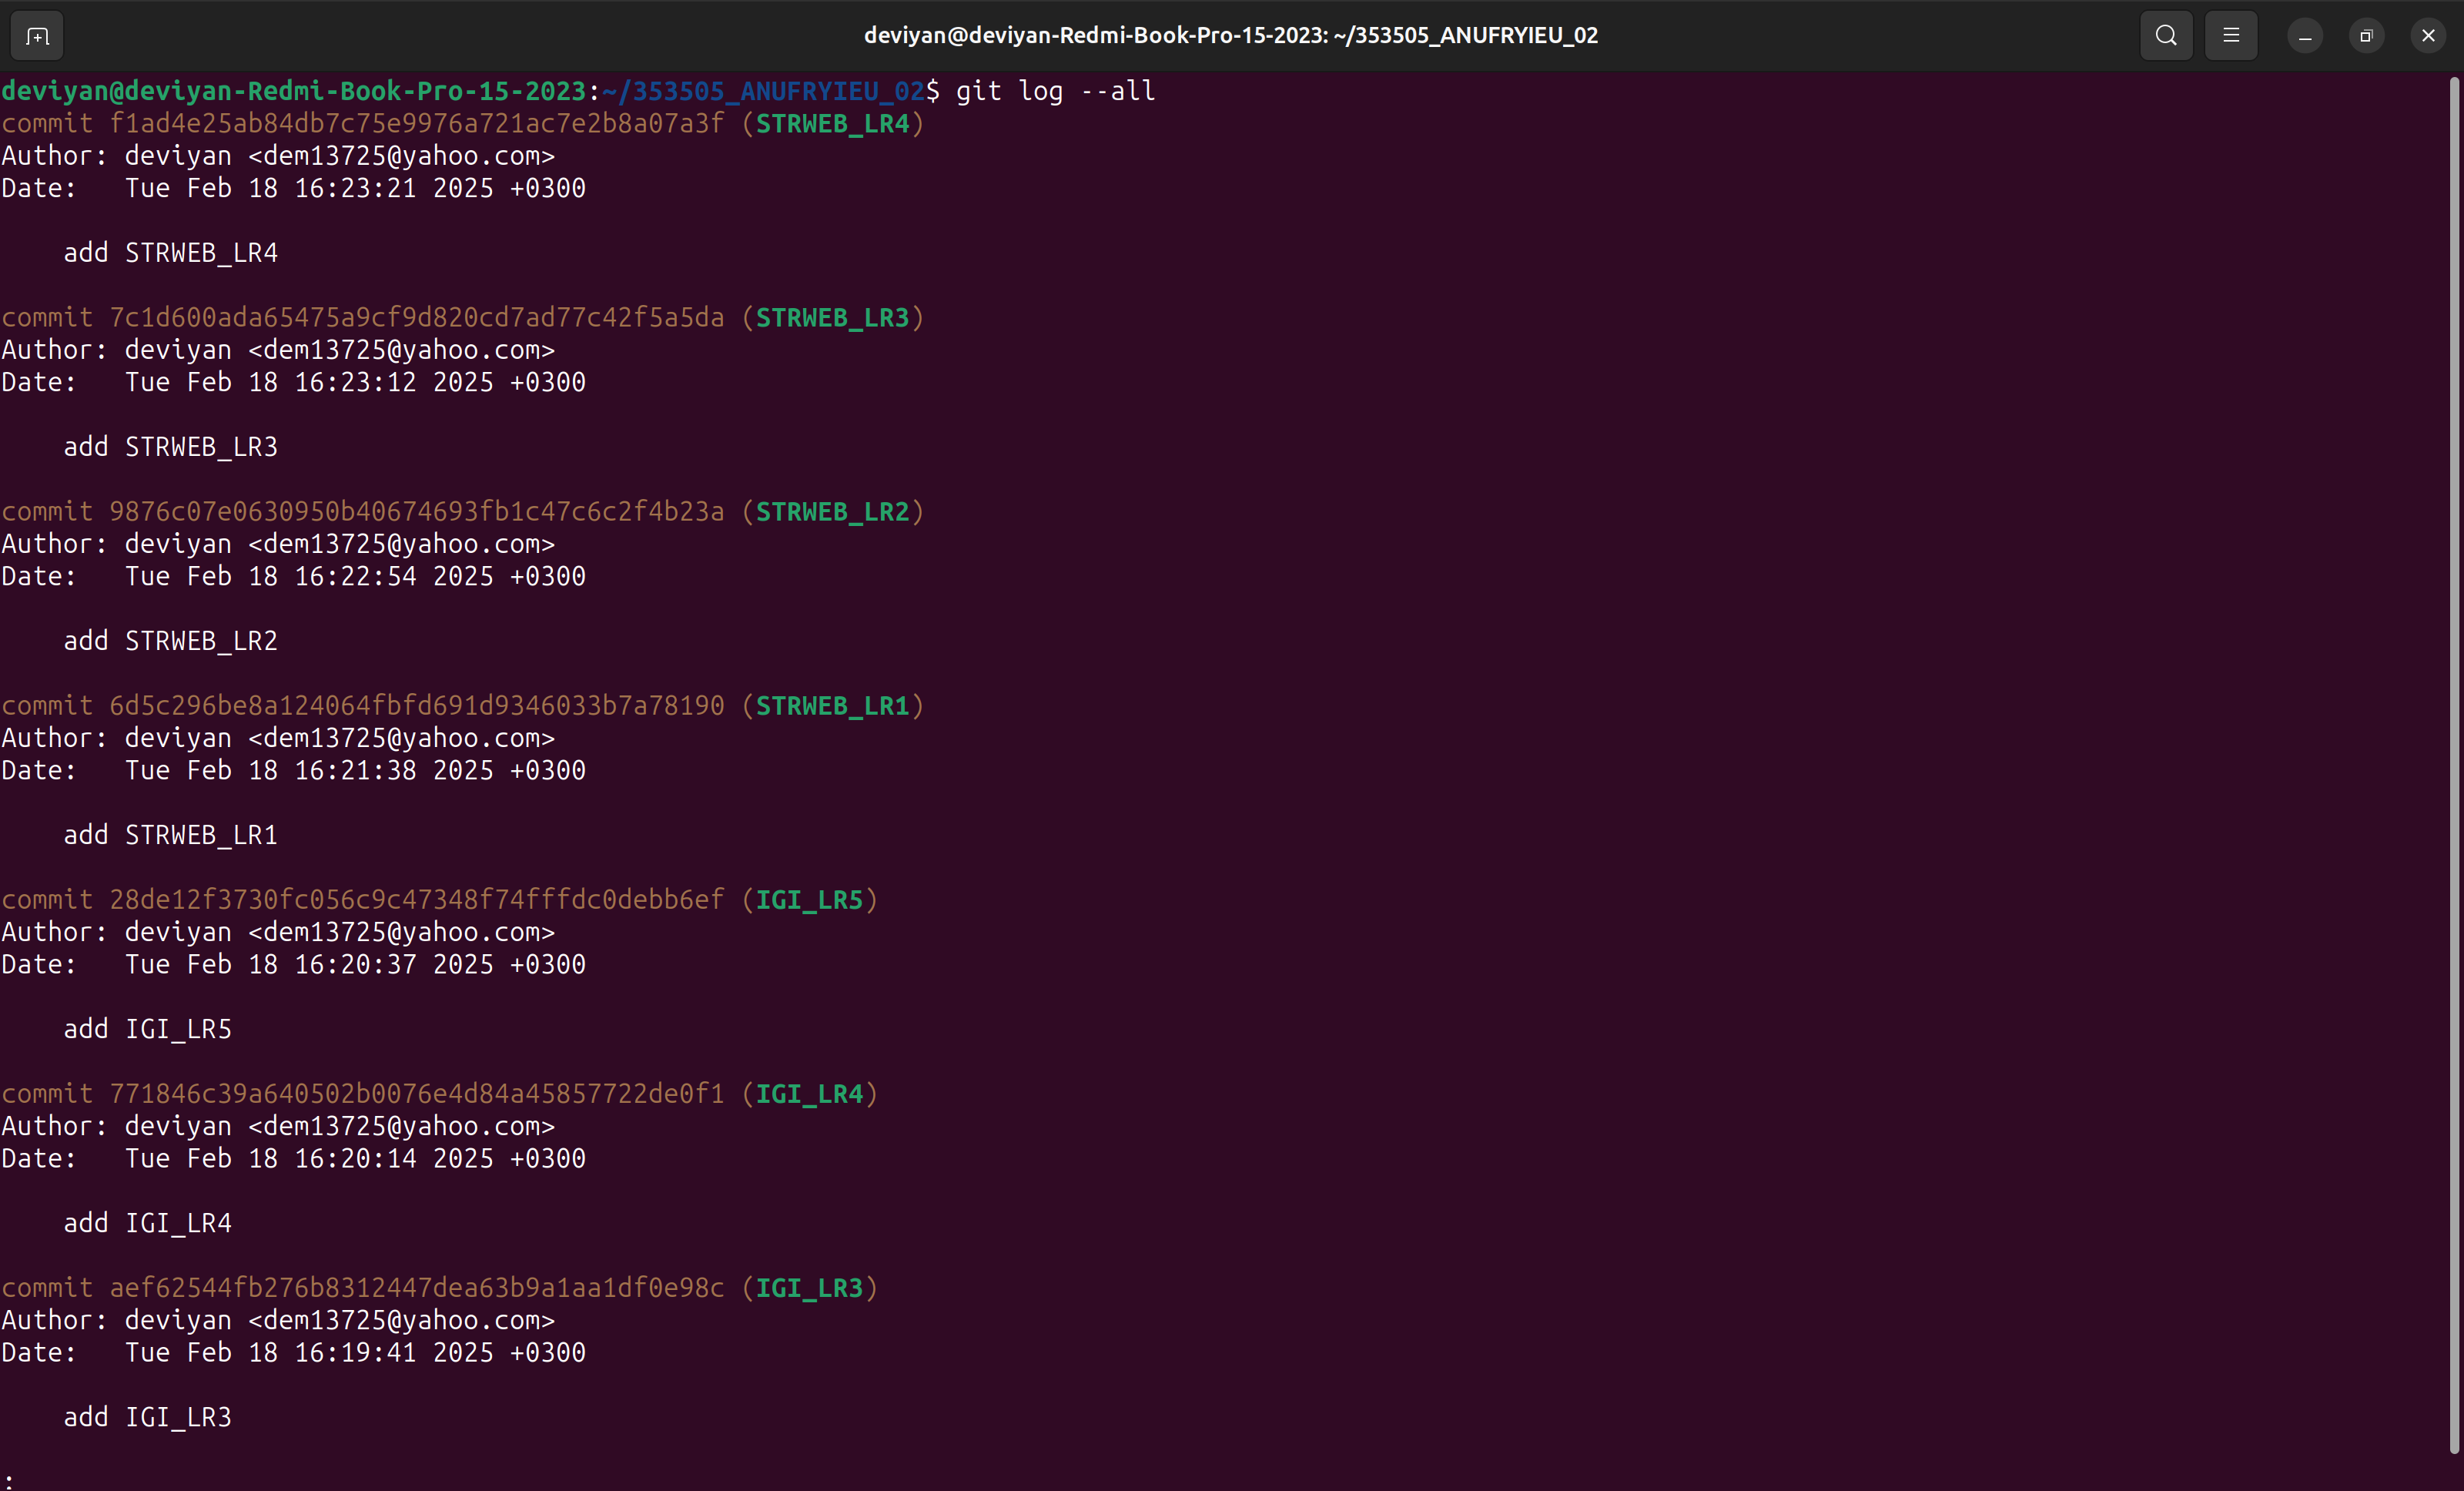 deviyan@deviyan-Redmi-Book-Pro-15-2023: ~/353505_ANUFRYIEU_02
deviyan@deviyan-Redmi-Book-Pro-15-2023:~/353505_ANUFRYIEU_02$ git log --all
commit f1ad4e25ab84db7c75e9976a721ac7e2b8a07a3f (STRWEB_LR4)
Author: deviyan <dem13725@yahoo.com>
Date:   Tue Feb 18 16:23:21 2025 +0300
    add STRWEB_LR4
commit 7c1d600ada65475a9cf9d820cd7ad77c42f5a5da (STRWEB_LR3)
Author: deviyan <dem13725@yahoo.com>
Date:   Tue Feb 18 16:23:12 2025 +0300
    add STRWEB_LR3
commit 9876c07e0630950b40674693fb1c47c6c2f4b23a (STRWEB_LR2)
Author: deviyan <dem13725@yahoo.com>
Date:   Tue Feb 18 16:22:54 2025 +0300
    add STRWEB_LR2
commit 6d5c296be8a124064fbfd691d9346033b7a78190 (STRWEB_LR1)
Author: deviyan <dem13725@yahoo.com>
Date:   Tue Feb 18 16:21:38 2025 +0300
    add STRWEB_LR1
commit 28de12f3730fc056c9c47348f74fffdc0debb6ef (IGI_LR5)
Author: deviyan <dem13725@yahoo.com>
Date:   Tue Feb 18 16:20:37 2025 +0300
    add IGI_LR5
commit 771846c39a640502b0076e4d84a45857722de0f1 (IGI_LR4)
Author: deviyan <dem13725@yahoo.com>
Date:   Tue Feb 18 16:20:14 2025 +0300
    add IGI_LR4
commit aef62544fb276b8312447dea63b9a1aa1df0e98c (IGI_LR3)
Author: deviyan <dem13725@yahoo.com>
Date:   Tue Feb 18 16:19:41 2025 +0300
    add IGI_LR3
: